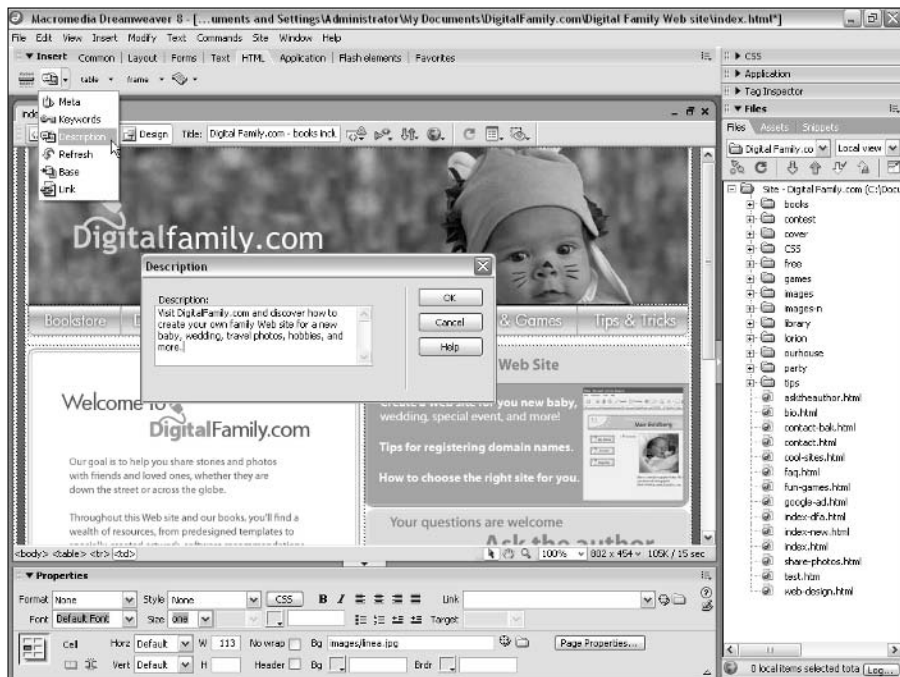 Macromedia Dreamweaver 8 - [...uments and Settings\Administrator\My Documents\DigitalFamily.com\Digital Family Web site\index.html*]
File Edit View Insert Modify Text Commands Site Window Help
Insert Common Layout Forms Text HTML Application Flash elements Favorites
table frame
Meta
Keywords
Description
Refresh
Base
Link
Design Title: Digital Family.com - books incl
Digitalfamily.com
Description
Description:
Visit DigitalFamily.com and discover how to
create your own family Web site for a new
baby, wedding, travel photos, hobbies, and
more.
OK
Cancel
Help
Bookstore
& Games Tips & Tricks
Web Site
Create a Web site for you new baby,
wedding, special event, and more!
Tips for registering domain names.
How to choose the right site for you.
Welcome to
DigitalFamily.com
Our goal is to help you share stories and photos
with friends and loved ones, whether they are
down the street or across the globe.
Throughout this Web site and our books, you'll find a
wealth of resources, from predesigned templates to
Your questions are welcome
Ask the author
<body> <table> <tr> <td>
100% 882 x 454 105K / 15 sec
Properties
Format None Style None CSS B I Link
Font Default Font Size one Target
Cell Horz Default W 113 No wrap Bg images/linea.jpg Page Properties...
Vert Default H Header Bg Brdr
CSS
Application
Tag Inspector
Files
Files Assets Snippets
Digital Family.co Local view
Site - Digital Family.com (C:\Docu
books
contest
cover
CSS
free
games
images
images-n
library
lorion
ourhouse
party
tips
asktheauthor.html
bio.html
contact-bak.html
contact.html
cool-sites.html
faq.html
fun-games.html
google-ad.html
index-dfa.html
index-new.html
index.html
share-photos.html
test.htm
web-design.html
0 local items selected tota Log...